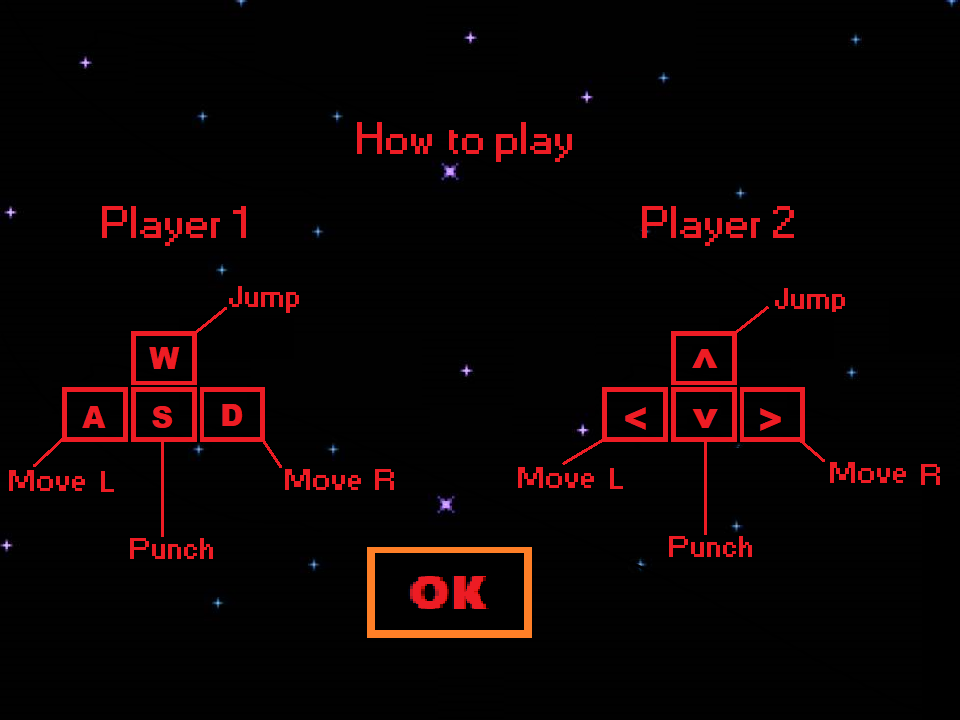 How to play
Player 1
Player 2
Jump
Jump
W
ʌ
A S D
< v >
Move L
Move R
Move L
Move R
Punch
Punch
OK